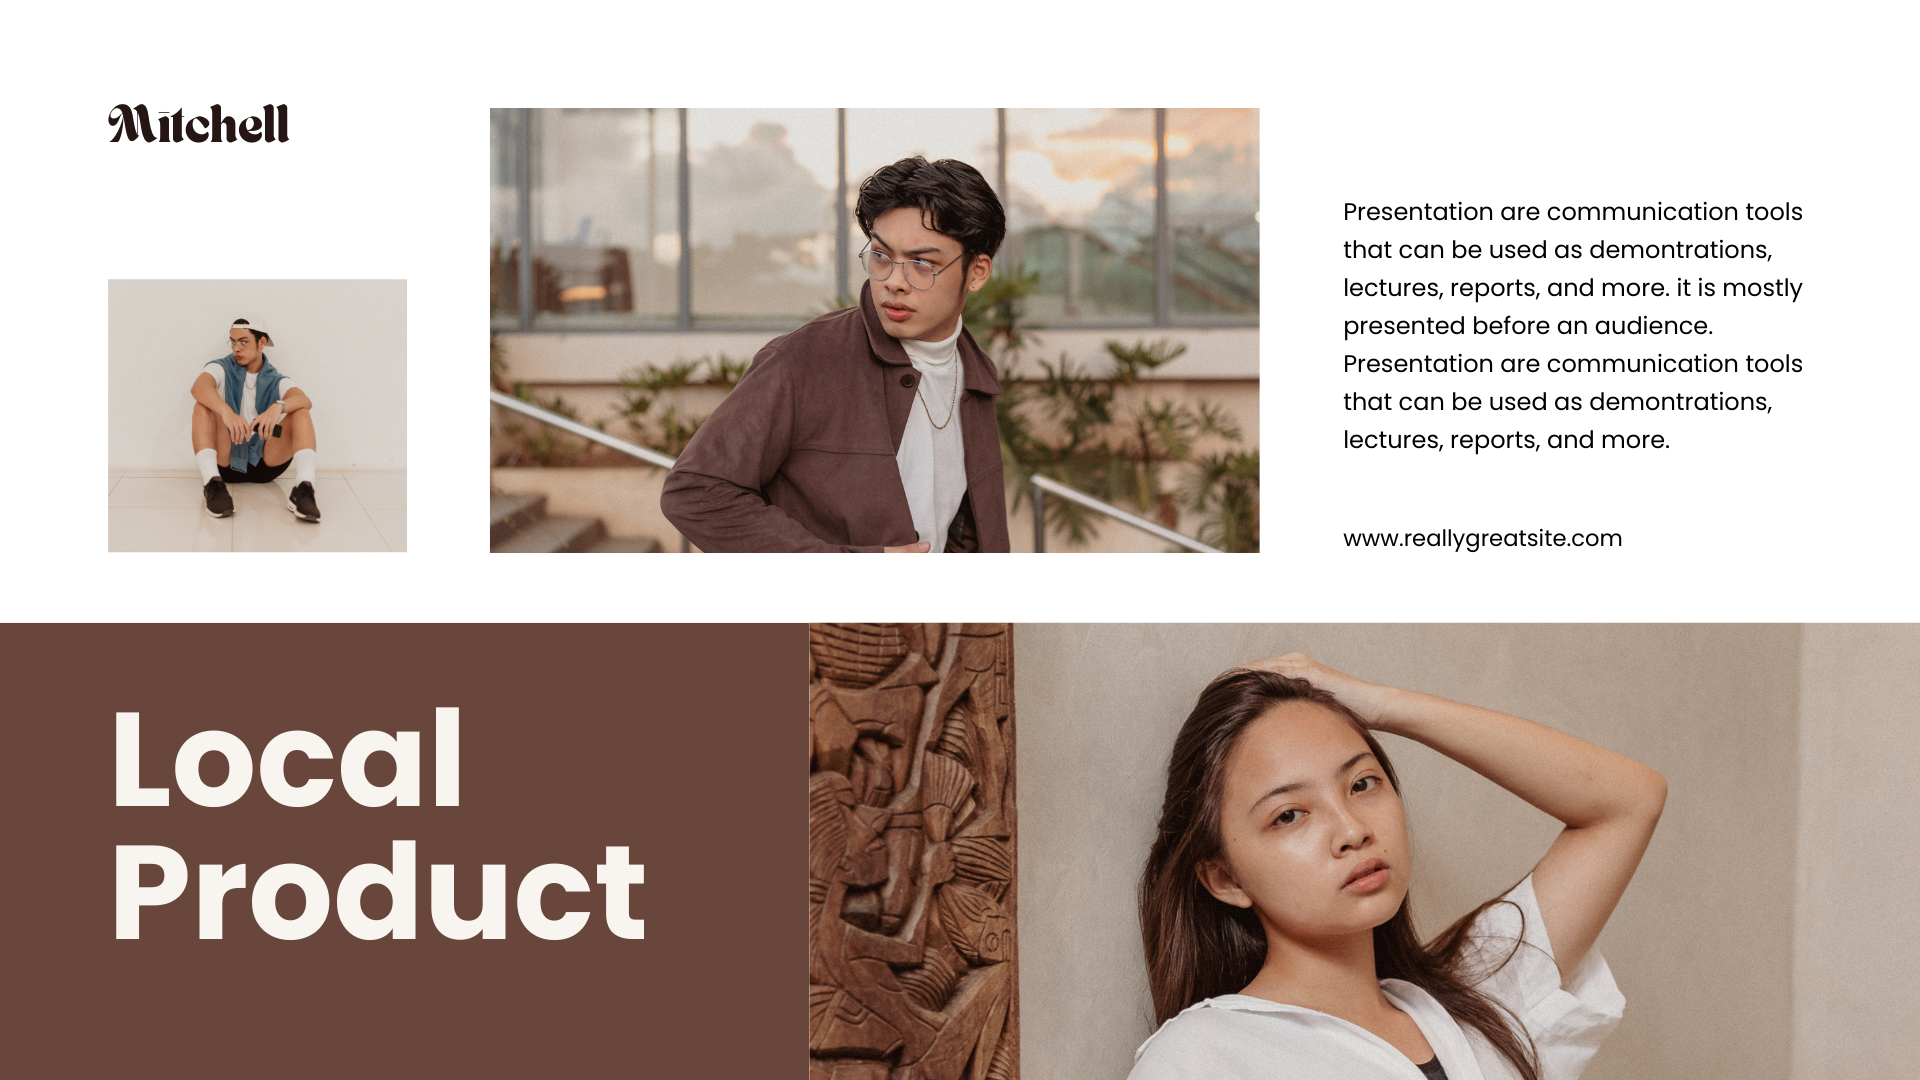 Mitchell
Presentation are communication tools
that can be used as demontrations,
lectures, reports, and more. it is mostly
presented before an audience.
Presentation are communication tools
that can be used as demontrations,
lectures, reports, and more.
www.reallygreatsite.com
Local
Product